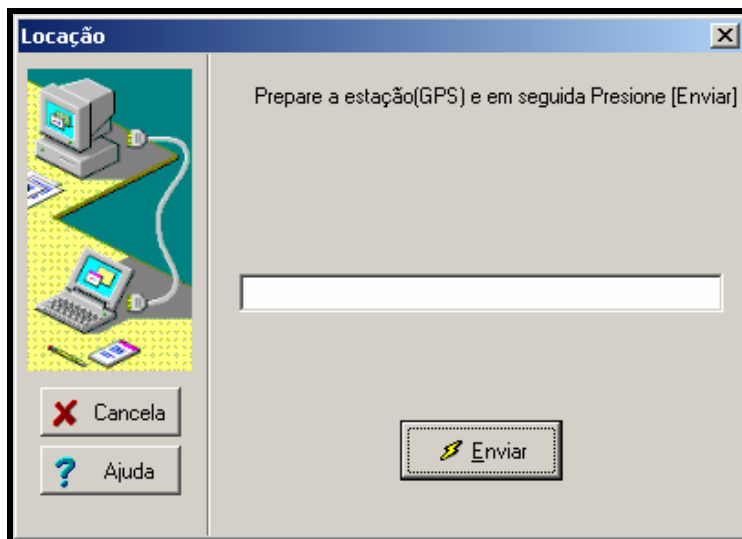 Locação
Prepare a estação(GPS) e em seguida Presione [Enviar]
Cancela
Ajuda
Enviar